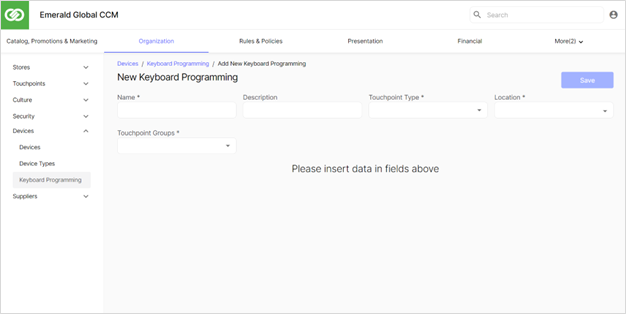 Emerald Global CCM
Search
Catalog, Promotions & Marketing
Organization
Rules & Policies
Presentation
Financial
More(2)
Stores
Touchpoints
Culture
Security
Devices
Devices
Device Types
Keyboard Programming
Suppliers
Devices / Keyboard Programming / Add New Keyboard Programming
New Keyboard Programming
Save
Name *
Description
Touchpoint Type *
Location *
Touchpoint Groups *
Please insert data in fields above